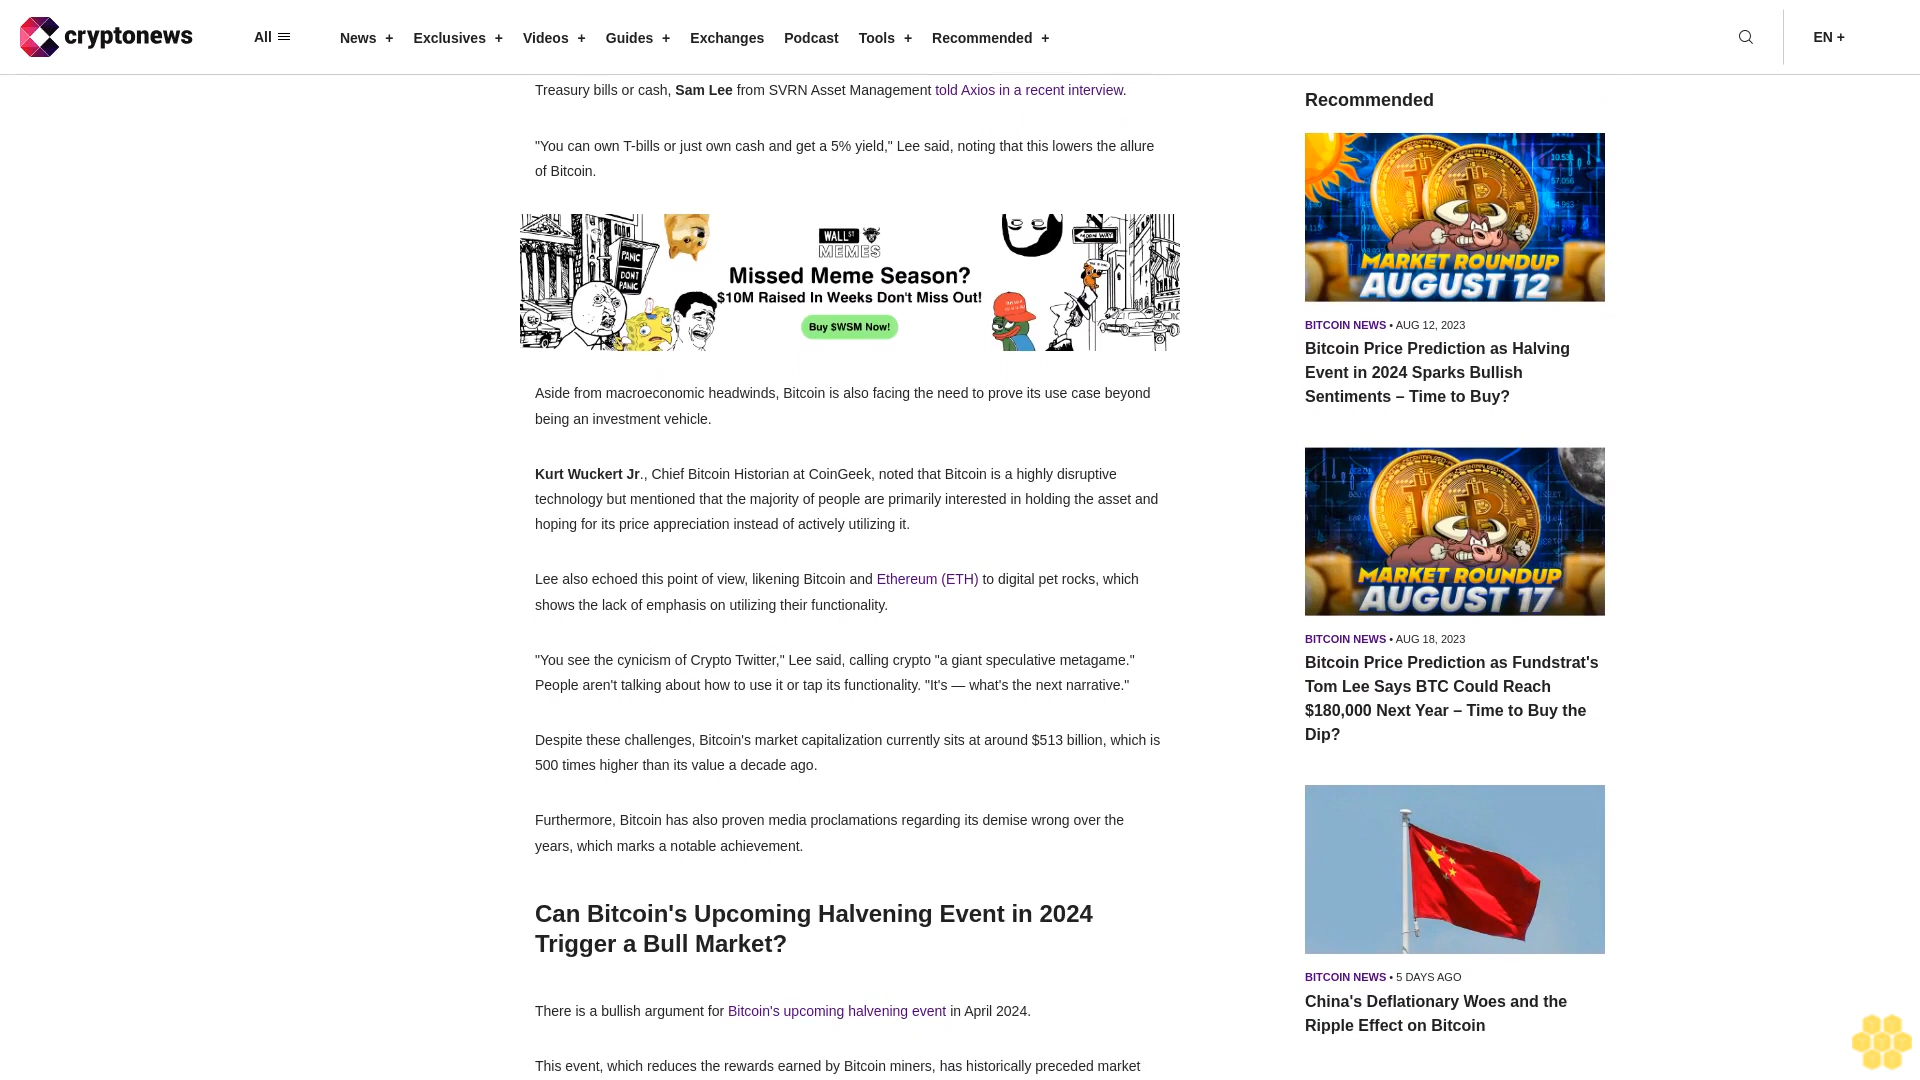 cryptonews
All
News + Exclusives + Videos + Guides + Exchanges Podcast Tools + Recommended +
EN +
Treasury bills or cash, Sam Lee from SVRN Asset Management told Axios in a recent interview.
"You can own T-bills or just own cash and get a 5% yield," Lee said, noting that this lowers the allure
of Bitcoin.
PANIC
DON'T
PANIC
WALL ST
MEMES
Missed Meme Season?
$10M Raised In Weeks Don't Miss Out!
Buy $WSM Now!
Aside from macroeconomic headwinds, Bitcoin is also facing the need to prove its use case beyond
being an investment vehicle.
Kurt Wuckert Jr., Chief Bitcoin Historian at CoinGeek, noted that Bitcoin is a highly disruptive
technology but mentioned that the majority of people are primarily interested in holding the asset and
hoping for its price appreciation instead of actively utilizing it.
Lee also echoed this point of view, likening Bitcoin and Ethereum (ETH) to digital pet rocks, which
shows the lack of emphasis on utilizing their functionality.
"You see the cynicism of Crypto Twitter," Lee said, calling crypto "a giant speculative metagame."
People aren't talking about how to use it or tap its functionality. "It's — what's the next narrative."
Despite these challenges, Bitcoin's market capitalization currently sits at around $513 billion, which is
500 times higher than its value a decade ago.
Furthermore, Bitcoin has also proven media proclamations regarding its demise wrong over the
years, which marks a notable achievement.
Can Bitcoin's Upcoming Halvening Event in 2024
Trigger a Bull Market?
There is a bullish argument for Bitcoin's upcoming halvening event in April 2024.
This event, which reduces the rewards earned by Bitcoin miners, has historically preceded market
Recommended
MARKET ROUNDUP
AUGUST 12
BITCOIN NEWS • AUG 12, 2023
Bitcoin Price Prediction as Halving
Event in 2024 Sparks Bullish
Sentiments – Time to Buy?
MARKET ROUNDUP
AUGUST 17
BITCOIN NEWS • AUG 18, 2023
Bitcoin Price Prediction as Fundstrat's
Tom Lee Says BTC Could Reach
$180,000 Next Year – Time to Buy the
Dip?
BITCOIN NEWS • 5 DAYS AGO
China's Deflationary Woes and the
Ripple Effect on Bitcoin